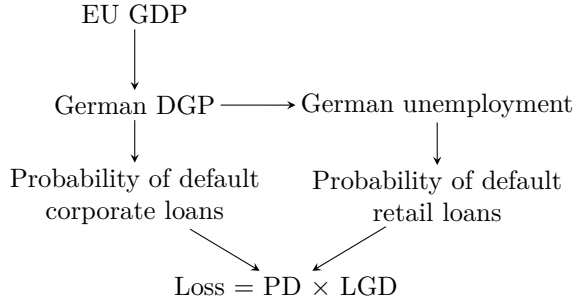 EU GDP
German DGP
German unemployment
Probability of default
corporate loans
Probability of default
retail loans
Loss = PD × LGD